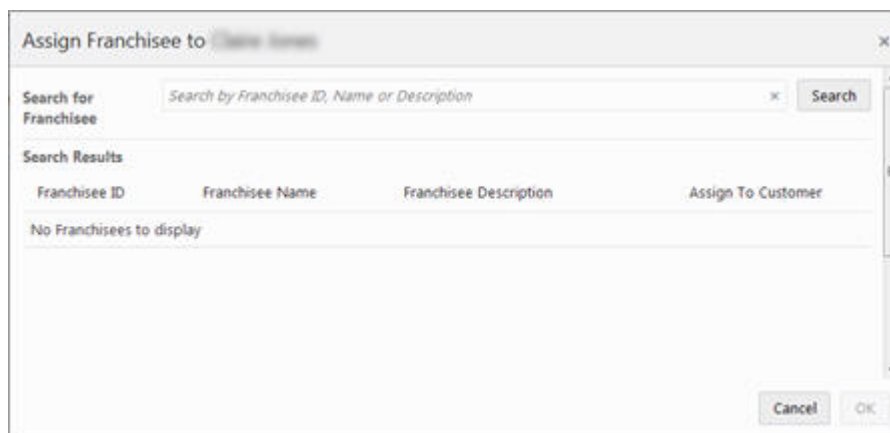 Assign Franchisee to
Search for Franchisee
Search by Franchisee ID, Name or Description
×
Search
Search Results
Franchisee ID Franchisee Name Franchisee Description Assign To Customer
No Franchisees to display
Cancel OK